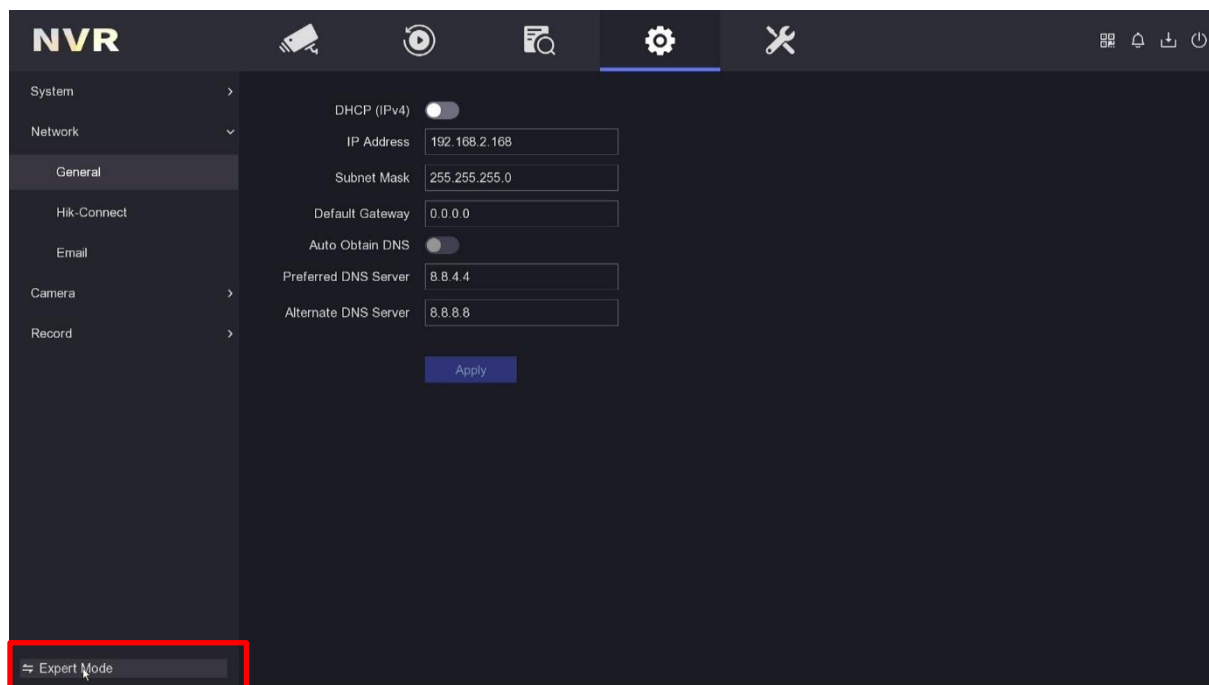 NVR
System
Network
General
Hik-Connect
Email
Camera
Record
DHCP (IPv4)
IP Address 192.168.2.168
Subnet Mask 255.255.255.0
Default Gateway 0.0.0.0
Auto Obtain DNS
Preferred DNS Server 8.8.4.4
Alternate DNS Server 8.8.8.8
Apply
Expert Mode